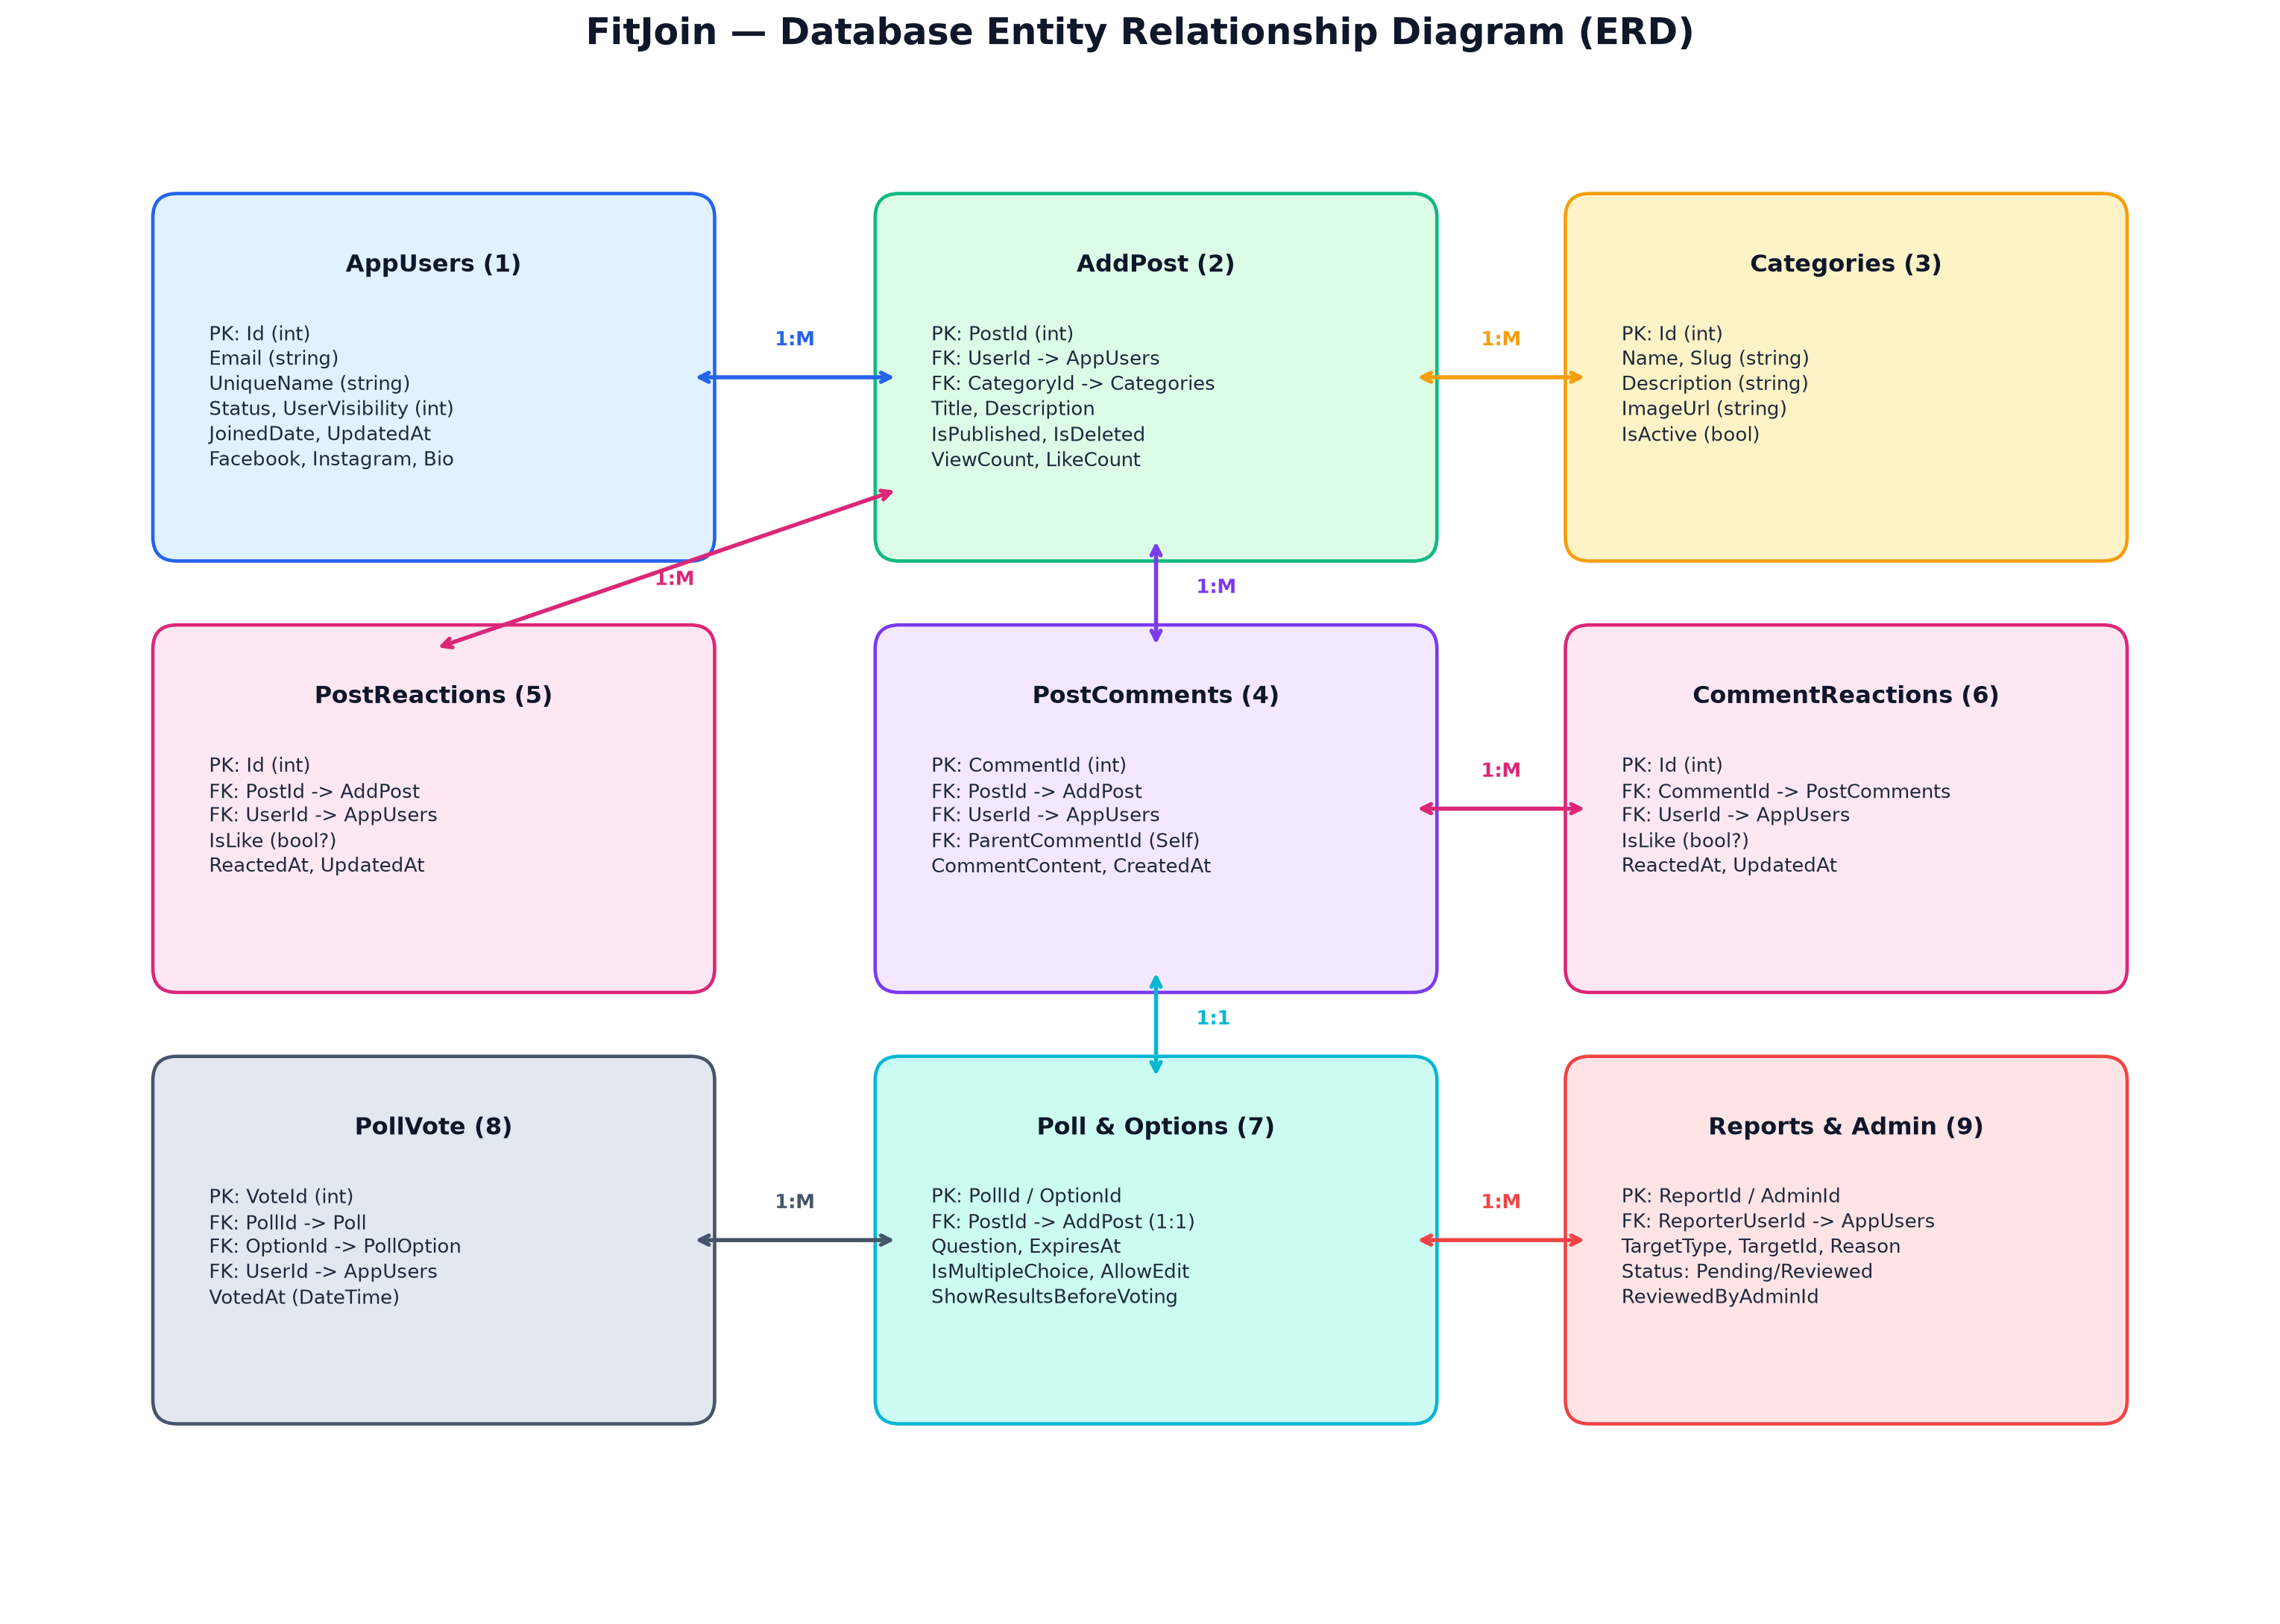 FitJoin — Database Entity Relationship Diagram (ERD)
AppUsers (1)
PK: Id (int)
Email (string)
UniqueName (string)
Status, UserVisibility (int)
JoinedDate, UpdatedAt
Facebook, Instagram, Bio
1:M
AddPost (2)
PK: PostId (int)
FK: UserId -> AppUsers
FK: CategoryId -> Categories
Title, Description
IsPublished, IsDeleted
ViewCount, LikeCount
1:M
Categories (3)
PK: Id (int)
Name, Slug (string)
Description (string)
ImageUrl (string)
IsActive (bool)
1:M
1:M
PostReactions (5)
PK: Id (int)
FK: PostId -> AddPost
FK: UserId -> AppUsers
IsLike (bool?)
ReactedAt, UpdatedAt
PostComments (4)
PK: CommentId (int)
FK: PostId -> AddPost
FK: UserId -> AppUsers
FK: ParentCommentId (Self)
CommentContent, CreatedAt
1:M
CommentReactions (6)
PK: Id (int)
FK: CommentId -> PostComments
FK: UserId -> AppUsers
IsLike (bool?)
ReactedAt, UpdatedAt
1:1
PollVote (8)
PK: VoteId (int)
FK: PollId -> Poll
FK: OptionId -> PollOption
FK: UserId -> AppUsers
VotedAt (DateTime)
1:M
Poll & Options (7)
PK: PollId / OptionId
FK: PostId -> AddPost (1:1)
Question, ExpiresAt
IsMultipleChoice, AllowEdit
ShowResultsBeforeVoting
1:M
Reports & Admin (9)
PK: ReportId / AdminId
FK: ReporterUserId -> AppUsers
TargetType, TargetId, Reason
Status: Pending/Reviewed
ReviewedByAdminId